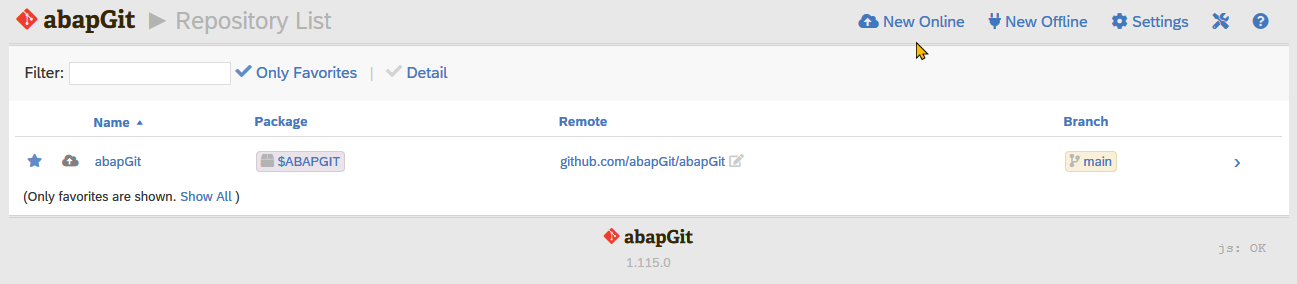 abapGit Repository List New Online New Offline Settings
Filter: Only Favorites | Detail
Name Package Remote Branch
abapGit $ABAPGIT github.com/abapGit/abapGit main
(Only favorites are shown. Show All )
abapGit
1.115.0
js: OK